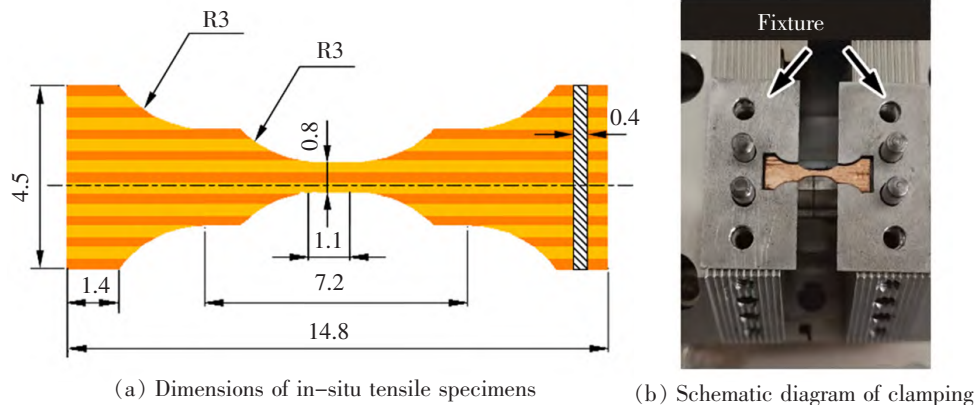 R3
R3
Fixture
0.8
0.4
4.5
1.1
7.2
1.4
14.8
(a) Dimensions of in-situ tensile specimens
(b) Schematic diagram of clamping